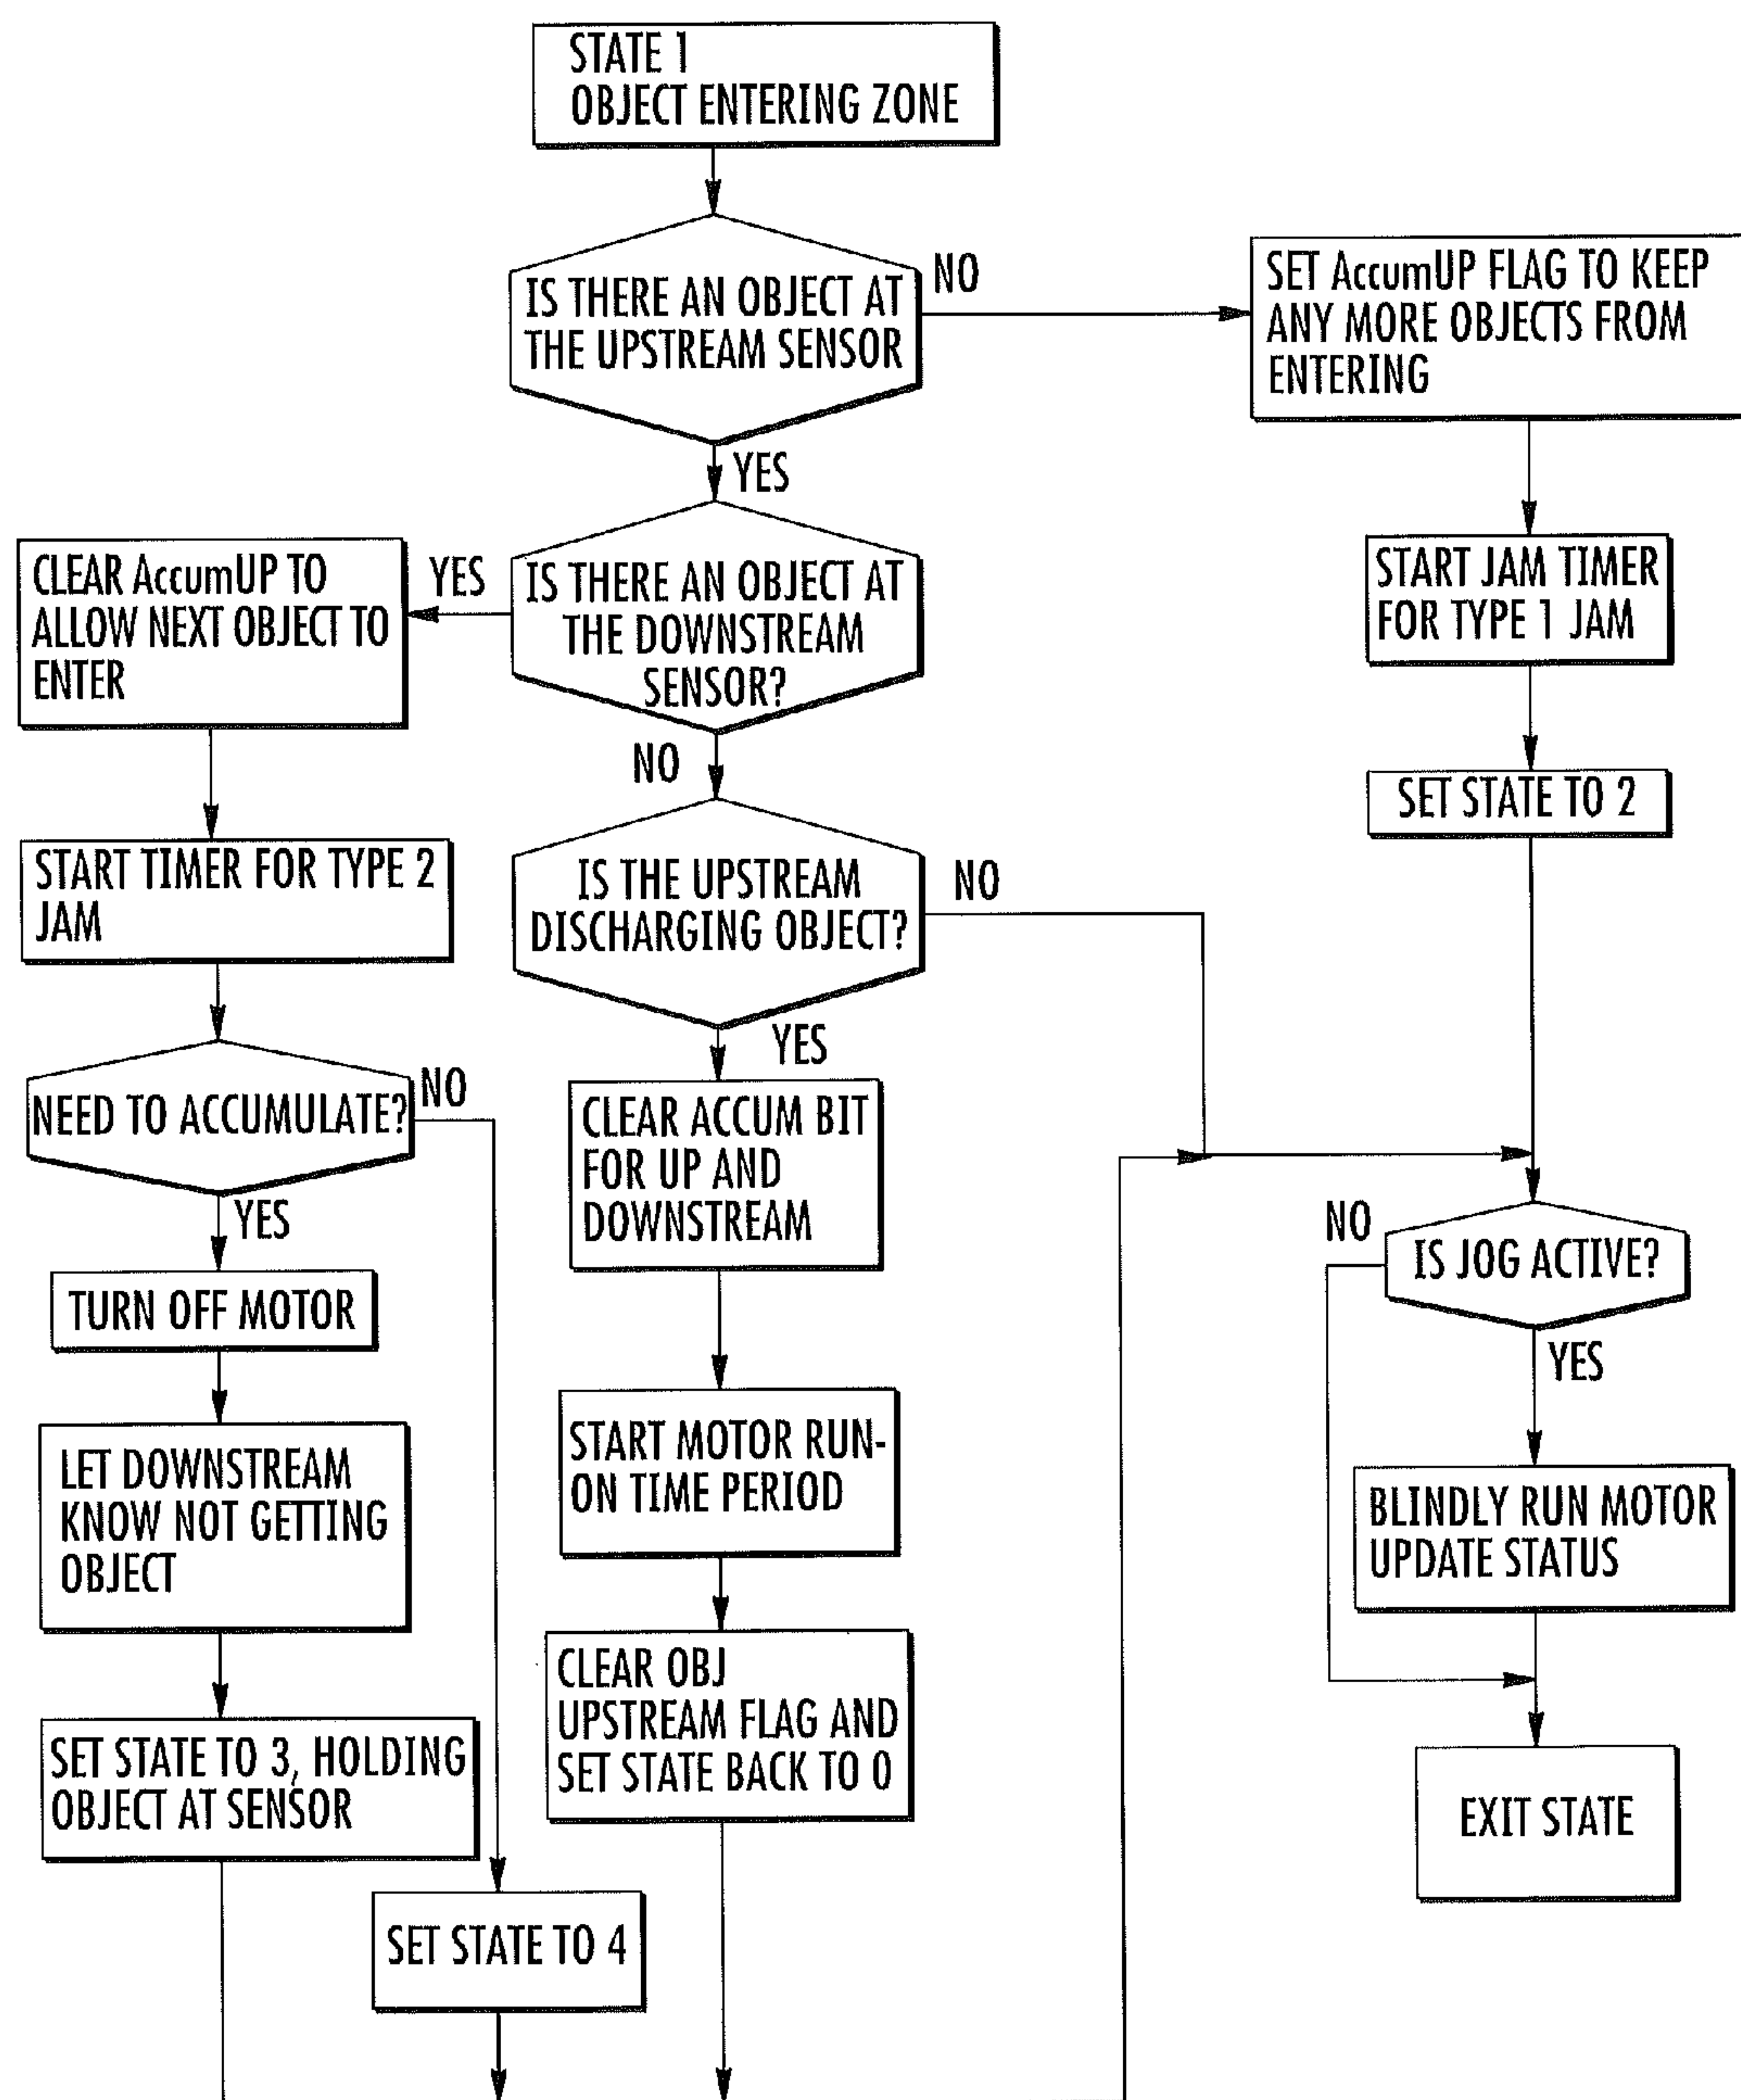 STATE 1
OBJECT ENTERING ZONE
IS THERE AN OBJECT AT
THE UPSTREAM SENSOR
NO
YES
SET AccumUP FLAG TO KEEP
ANY MORE OBJECTS FROM
ENTERING
START JAM TIMER
FOR TYPE 1 JAM
SET STATE TO 2
IS THERE AN OBJECT AT
THE DOWNSTREAM
SENSOR?
YES
NO
CLEAR AccumUP TO
ALLOW NEXT OBJECT TO
ENTER
START TIMER FOR TYPE 2
JAM
NEED TO ACCUMULATE?
NO
YES
TURN OFF MOTOR
LET DOWNSTREAM
KNOW NOT GETTING
OBJECT
SET STATE TO 3, HOLDING
OBJECT AT SENSOR
SET STATE TO 4
IS THE UPSTREAM
DISCHARGING OBJECT?
NO
YES
CLEAR ACCUM BIT
FOR UP AND
DOWNSTREAM
START MOTOR RUN-
ON TIME PERIOD
CLEAR OBJ
UPSTREAM FLAG AND
SET STATE BACK TO 0
IS JOG ACTIVE?
NO
YES
BLINDLY RUN MOTOR
UPDATE STATUS
EXIT STATE